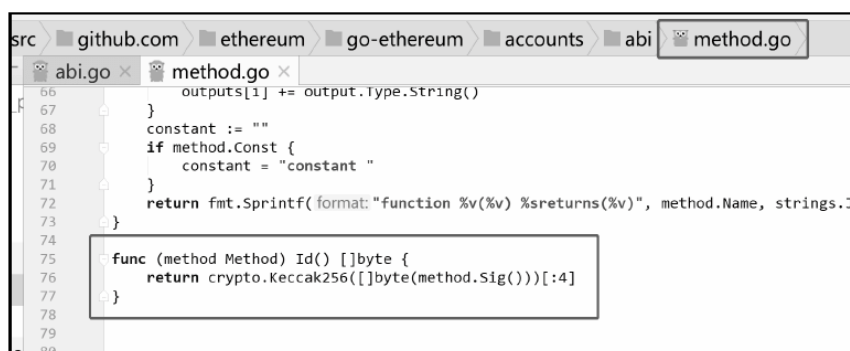 src github.com ethereum go-ethereum accounts abi method.go
abi.go × method.go ×
66 outputs[i] += output.Type.String()
67 }
68 constant := ""
69 if method.Const {
70 constant = "constant "
71 }
72 return fmt.Sprintf( format: "function %v(%v) %sreturns(%v)", method.Name, strings.
73 }
74
75 func (method Method) Id() []byte {
76 return crypto.Keccak256([]byte(method.Sig()))[:4]
77 }
78
79
80